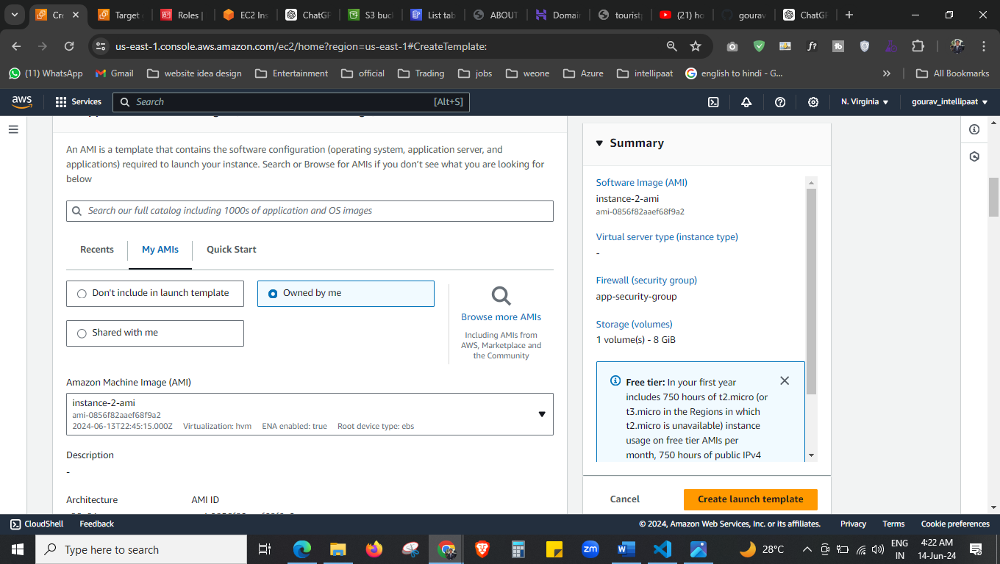 Cre
Target
Roles |
EC2 Ins
ChatGP
S3 buc
List tab
ABOUT
Domain
tourist
(21) ho
gourav
ChatGP
us-east-1.console.aws.amazon.com/ec2/home?region=us-east-1#CreateTemplate:
(11) WhatsApp
Gmail
website idea design
Entertainment
official
Trading
jobs
weone
Azure
intellipaat
english to hindi - G...
All Bookmarks
aws
Services
Search
[Alt+S]
N. Virginia
gourav_intellipaat
An AMI is a template that contains the software configuration (operating system, application server, and
applications) required to launch your instance. Search or Browse for AMIs if you don't see what you are looking for
below
Search our full catalog including 1000s of application and OS images
Recents
My AMIs
Quick Start
Don't include in launch template
Owned by me
Shared with me
Browse more AMIs
Including AMIs from
AWS, Marketplace and
the Community
Amazon Machine Image (AMI)
instance-2-ami
ami-0856f82aaef68f9a2
2024-06-13T22:45:15.000Z Virtualization: hvm ENA enabled: true Root device type: ebs
Description
-
Architecture
AMI ID
Summary
Software Image (AMI)
instance-2-ami
ami-0856f82aaef68f9a2
Virtual server type (instance type)
-
Firewall (security group)
app-security-group
Storage (volumes)
1 volume(s) - 8 GiB
Free tier: In your first year
includes 750 hours of t2.micro (or
t3.micro in the Regions in which
t2.micro is unavailable) instance
usage on free tier AMIs per
month, 750 hours of public IPv4
Cancel
Create launch template
CloudShell
Feedback
© 2024, Amazon Web Services, Inc. or its affiliates.
Privacy
Terms
Cookie preferences
Type here to search
28°C
ENG
IN
4:22 AM
14-Jun-24